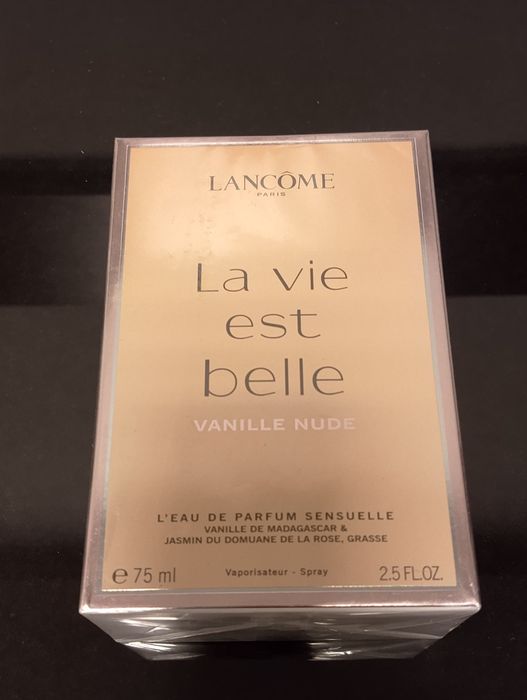 LANCÔME
PARIS
La vie
est
belle
VANILLE NUDE
L'EAU DE PARFUM SENSUELLE
VANILLE DE MADAGASCAR &
JASMIN DU DOMUANE DE LA ROSE, GRASSE
e 75 ml Vaporisateur - Spray 2.5 FL.OZ.